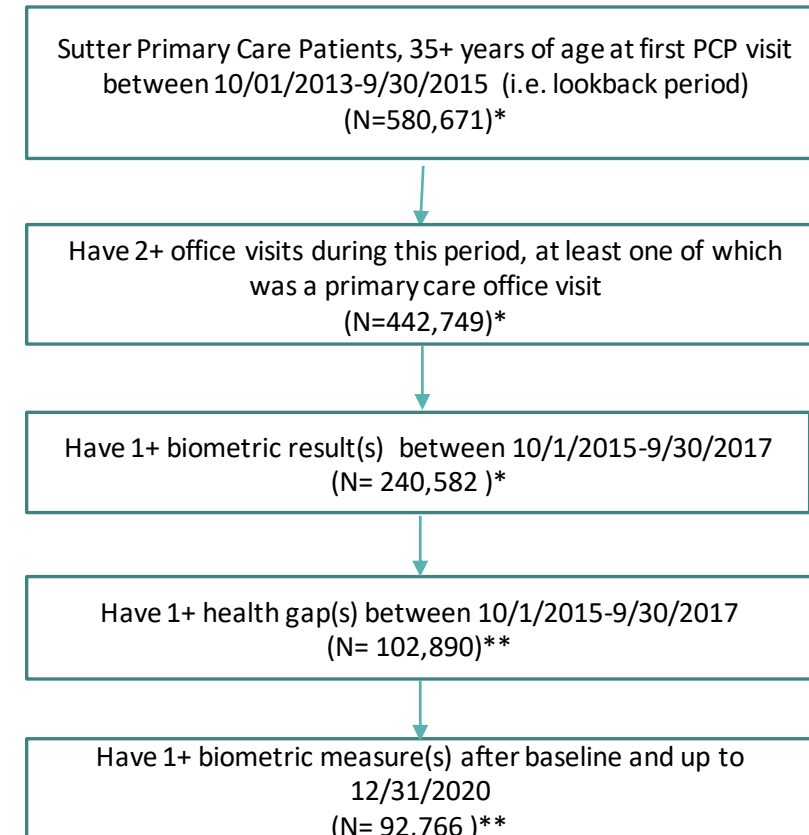 Sutter Primary Care Patients, 35+ years of age at first PCP visit
between 10/01/2013-9/30/2015 (i.e. lookback period)
(N=580,671)*
Have 2+ office visits during this period, at least one of which
was a primary care office visit
(N=442,749)*
Have 1+ biometric result(s) between 10/1/2015-9/30/2017
(N= 240,582 )*
Have 1+ health gap(s) between 10/1/2015-9/30/2017
(N= 102,890)**
Have 1+ biometric measure(s) after baseline and up to
12/31/2020
(N= 92,766 )**